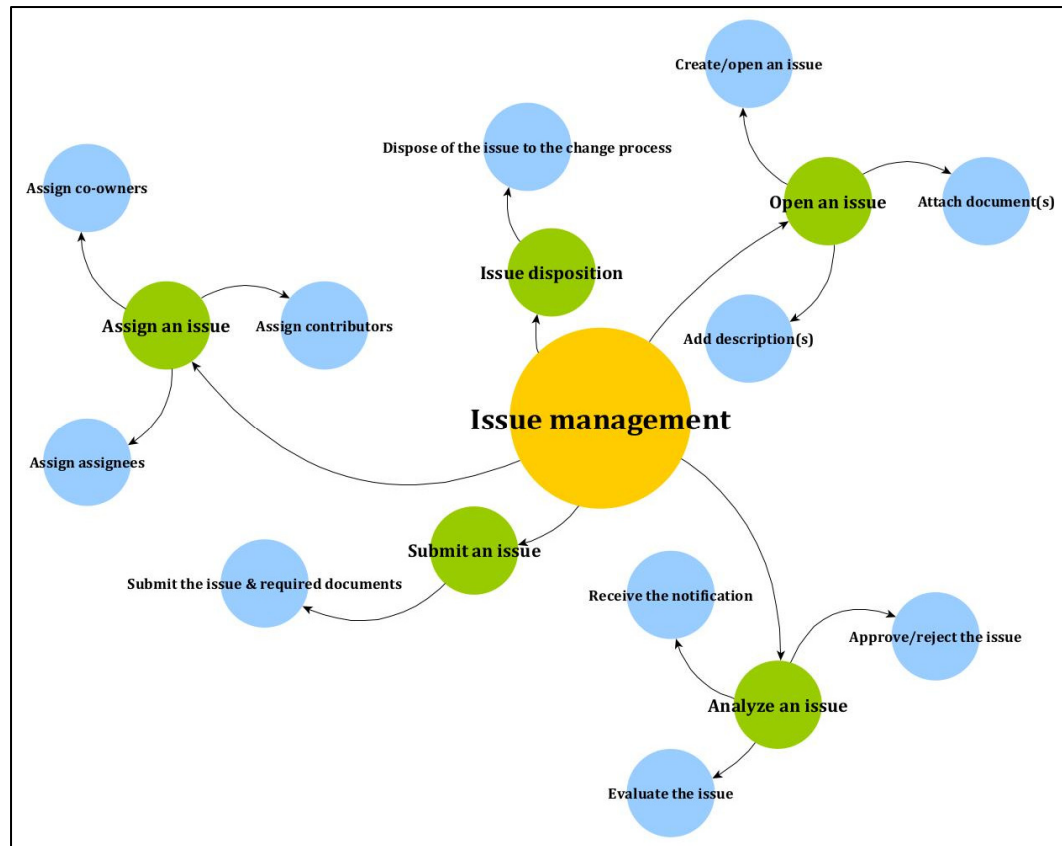 Create/open an issue
Dispose of the issue to the change process
Assign co-owners
Open an issue
Attach document(s)
Issue disposition
Assign an issue
Assign contributors
Add description(s)
Issue management
Assign assignees
Submit an issue
Submit the issue & required documents
Receive the notification
Approve/reject the issue
Analyze an issue
Evaluate the issue